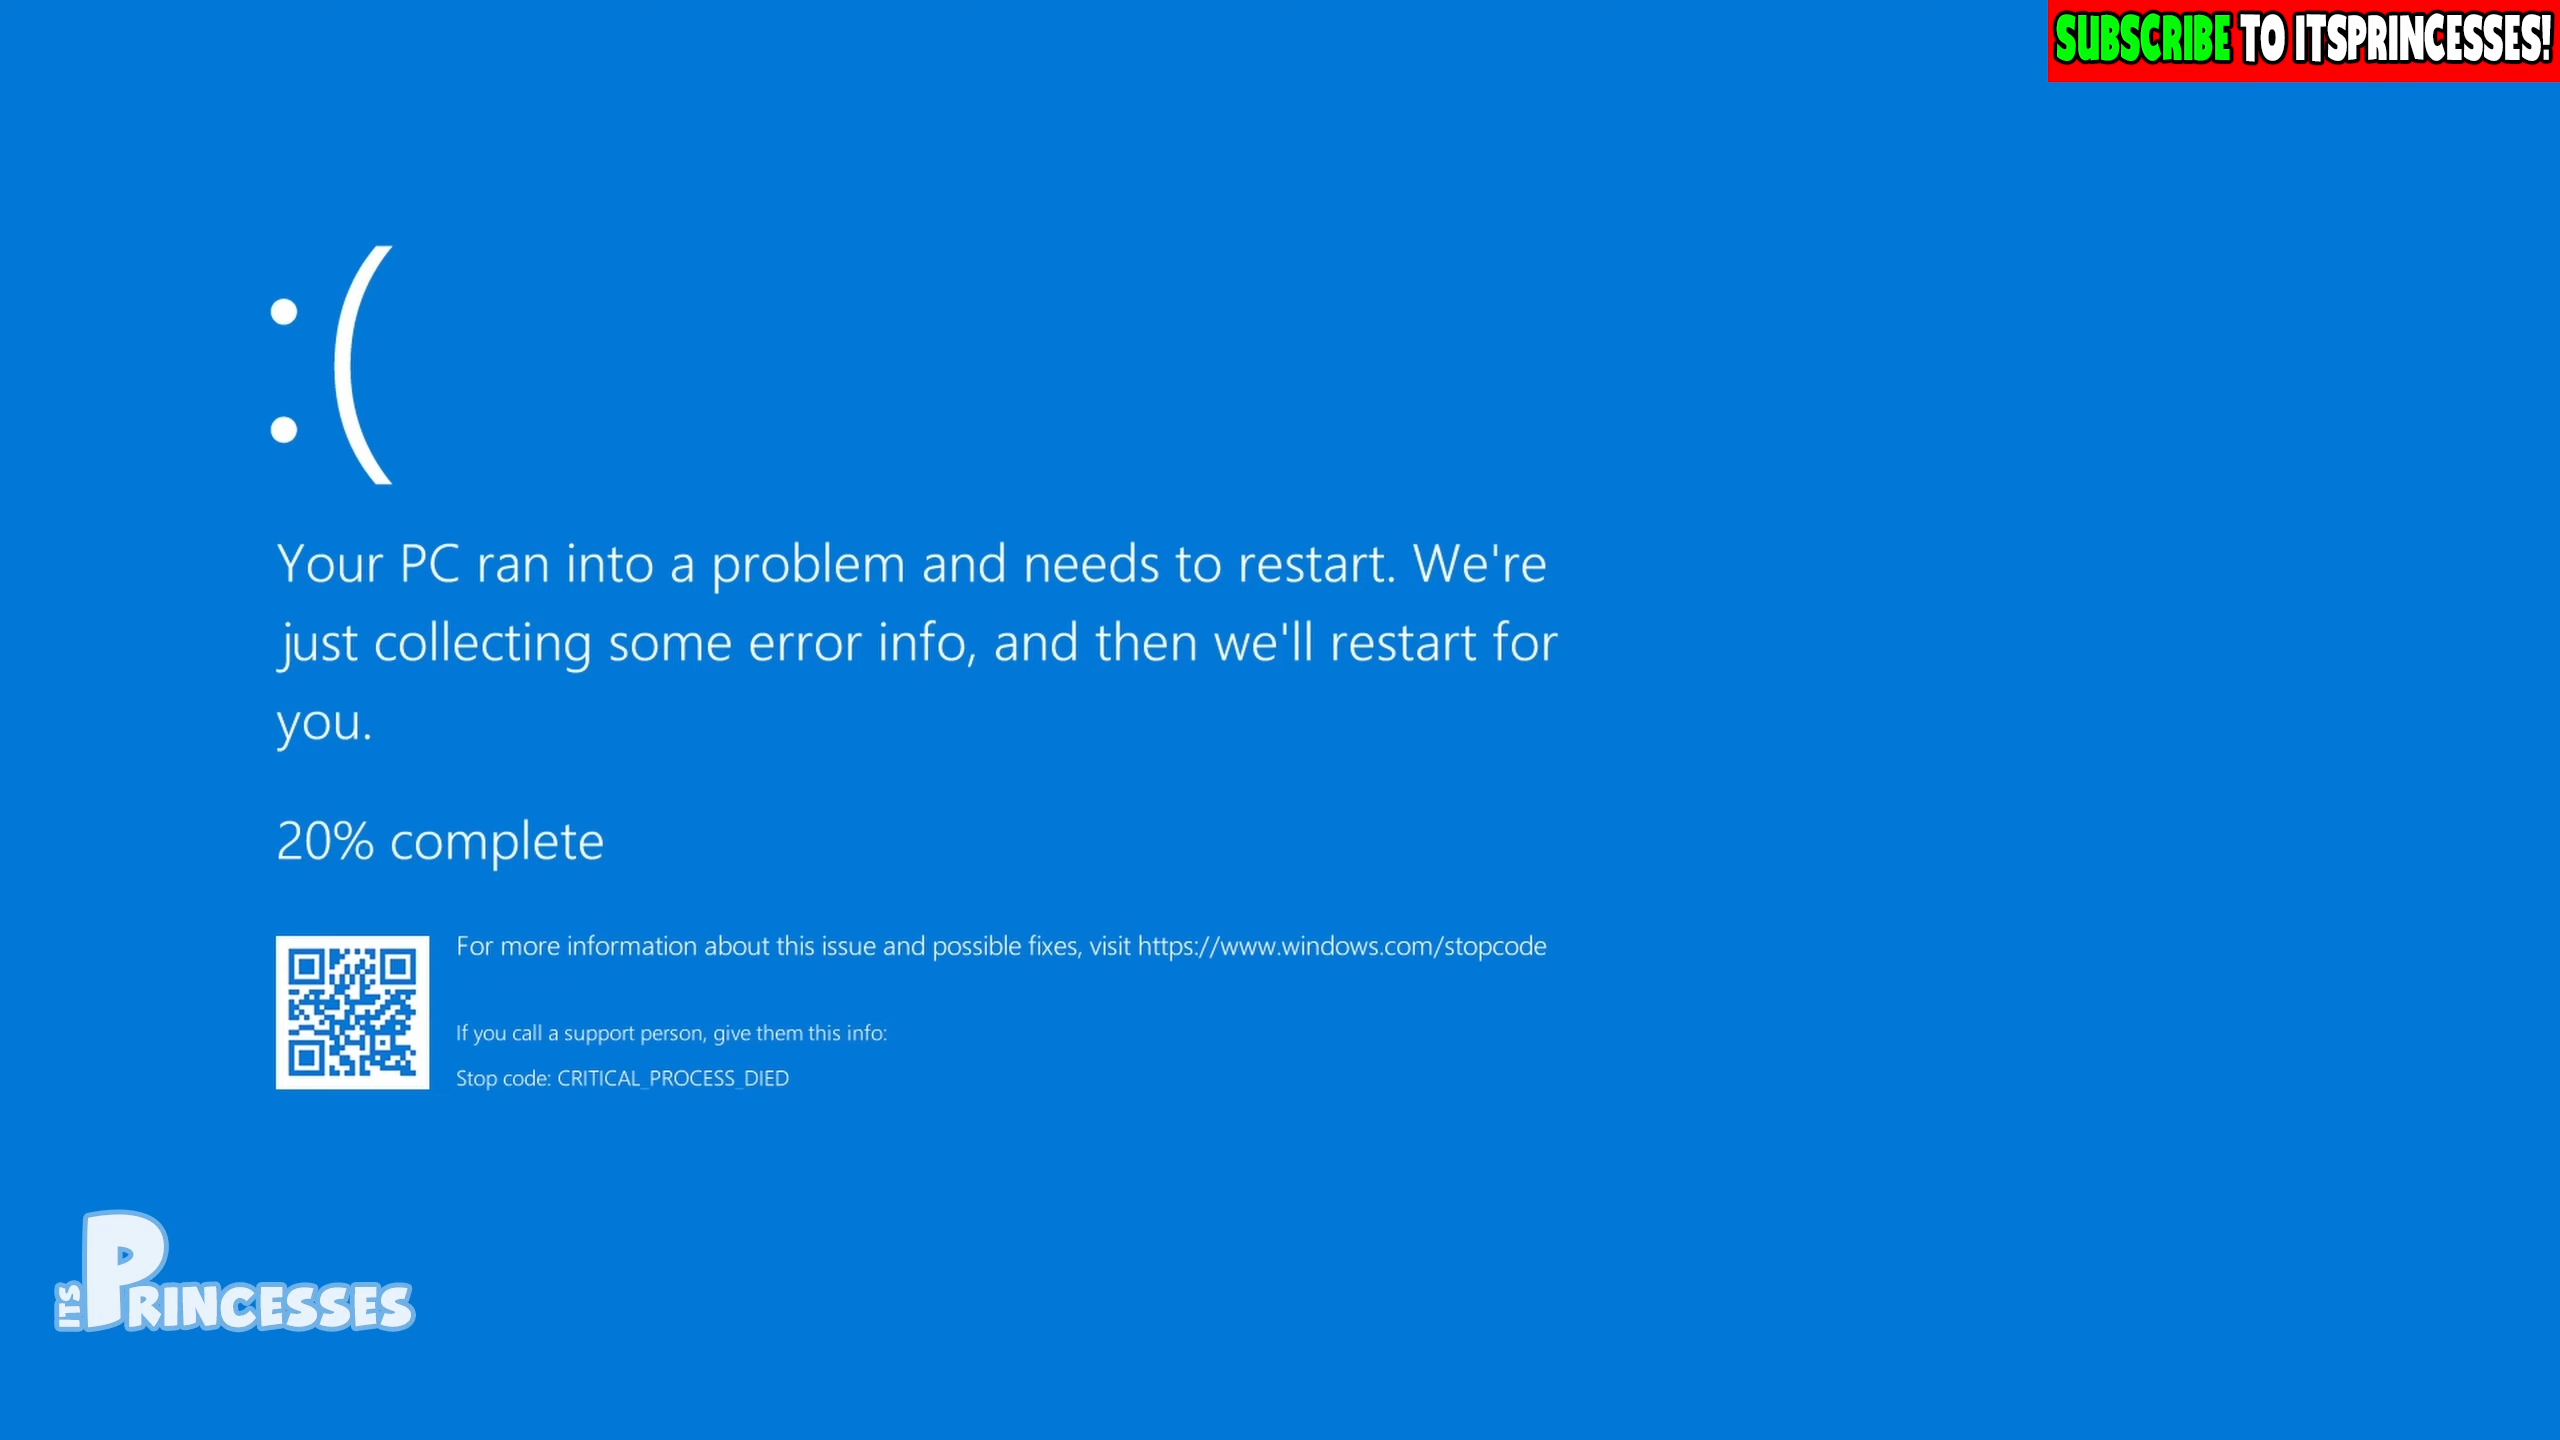 SUBSCRIBE TO ITSPRINCESSES!
:(
Your PC ran into a problem and needs to restart. We're
just collecting some error info, and then we'll restart for
you.
20% complete
For more information about this issue and possible fixes, visit https://www.windows.com/stopcode
If you call a support person, give them this info:
Stop code: CRITICAL_PROCESS_DIED
ITS PRINCESSES